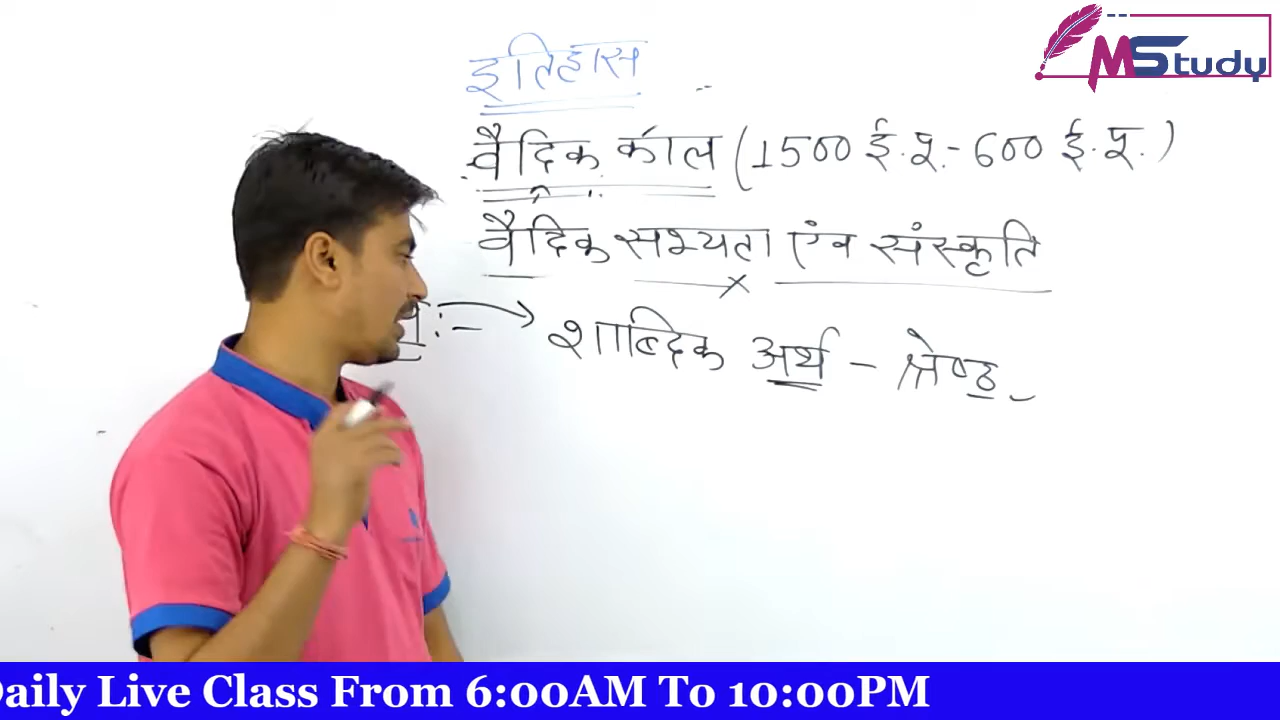 MStudy
इतिहास
वैदिक काल (1500 ई.पू.- 600 ई.पू.)
वैदिक सभ्यता एंव संस्कृति
:- → शाब्दिक अर्थ - श्रेष्ठ
Daily Live Class From 6:00AM To 10:00PM